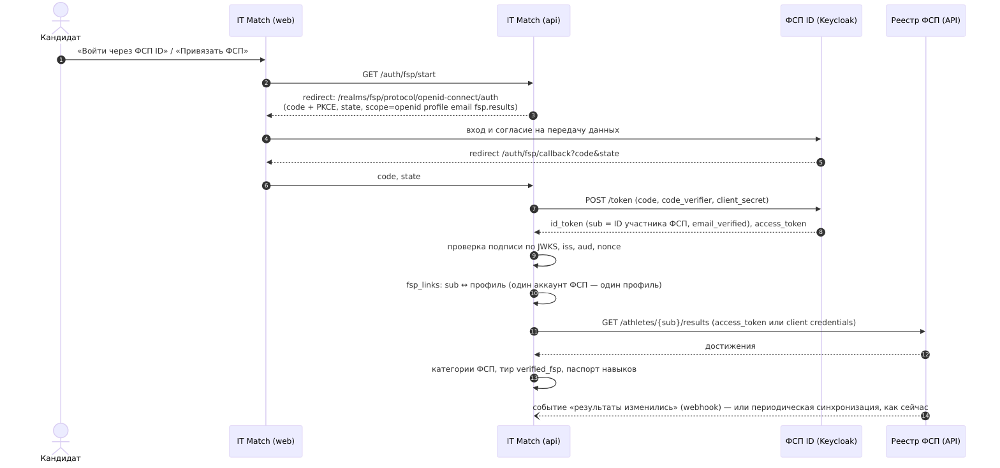 IT Match (web)
IT Match (api)
ФСП ID (Keycloak)
Реестр ФСП (API)
Кандидат
«Войти через ФСП ID» / «Привязать ФСП»
1
GET /auth/fsp/start
2
redirect: /realms/fsp/protocol/openid-connect/auth
(code + PKCE, state, scope=openid profile email fsp.results)
3
вход и согласие на передачу данных
4
redirect /auth/fsp/callback?code&state
5
code, state
6
POST /token (code, code_verifier, client_secret)
7
id_token (sub = ID участника ФСП, email_verified), access_token
8
проверка подписи по JWKS, iss, aud, nonce
9
fsp_links: sub ↔ профиль (один аккаунт ФСП — один профиль)
10
GET /athletes/{sub}/results (access_token или client credentials)
11
достижения
12
категории ФСП, тир verified_fsp, паспорт навыков
13
событие «результаты изменились» (webhook) — или периодическая синхронизация, как сейчас
14
IT Match (web)
IT Match (api)
ФСП ID (Keycloak)
Реестр ФСП (API)
Кандидат